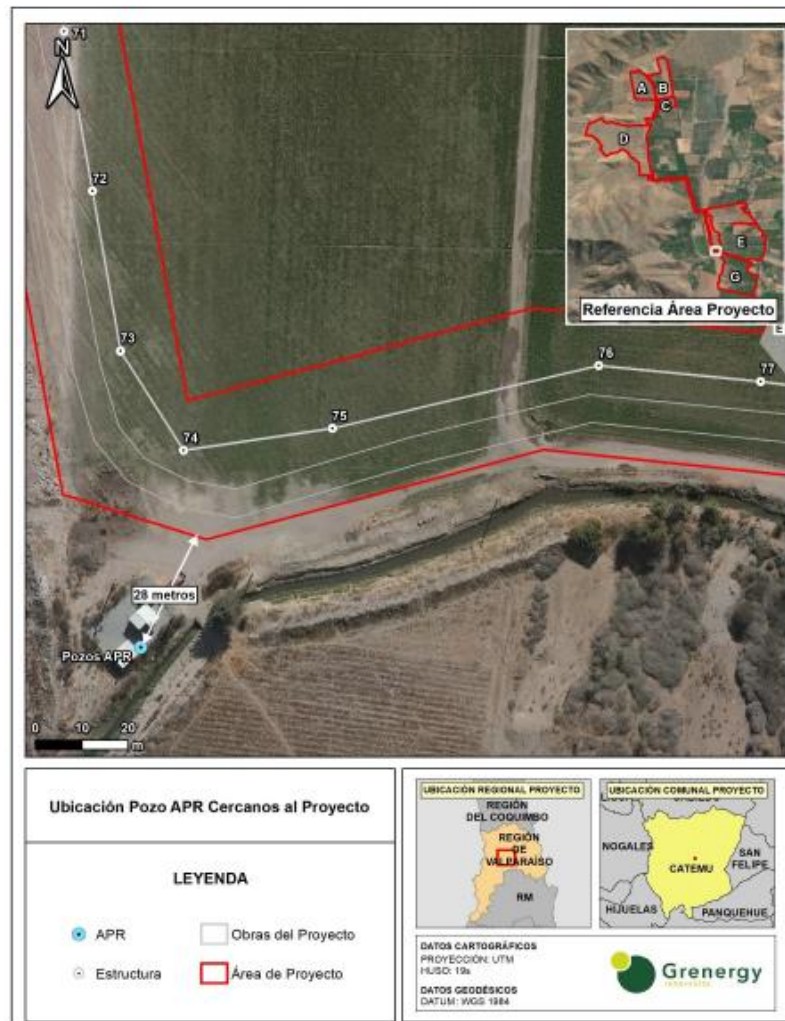 71
N
72
73
74
75
76
77
A
B
C
D
E
G
Referencia Área Proyecto
E
28 metros
Pozos APR
0 10 20
m
Ubicación Pozo APR Cercanos al Proyecto
LEYENDA
APR
Obras del Proyecto
Estructura
Área de Proyecto
UBICACIÓN REGIONAL PROYECTO
REGIÓN
DEL COQUIMBO
REGIÓN
DE
VALPARAÍSO
RM
UBICACIÓN COMUNAL PROYECTO
NOGALES
SAN
FELIPE
CATEMU
HIJUELAS
PANQUEHUE
DATOS CARTOGRÁFICOS
PROYECCIÓN: UTM
HUSO: 19s
DATOS GEODÉSICOS
DATUM: WGS 1984
Grenergy